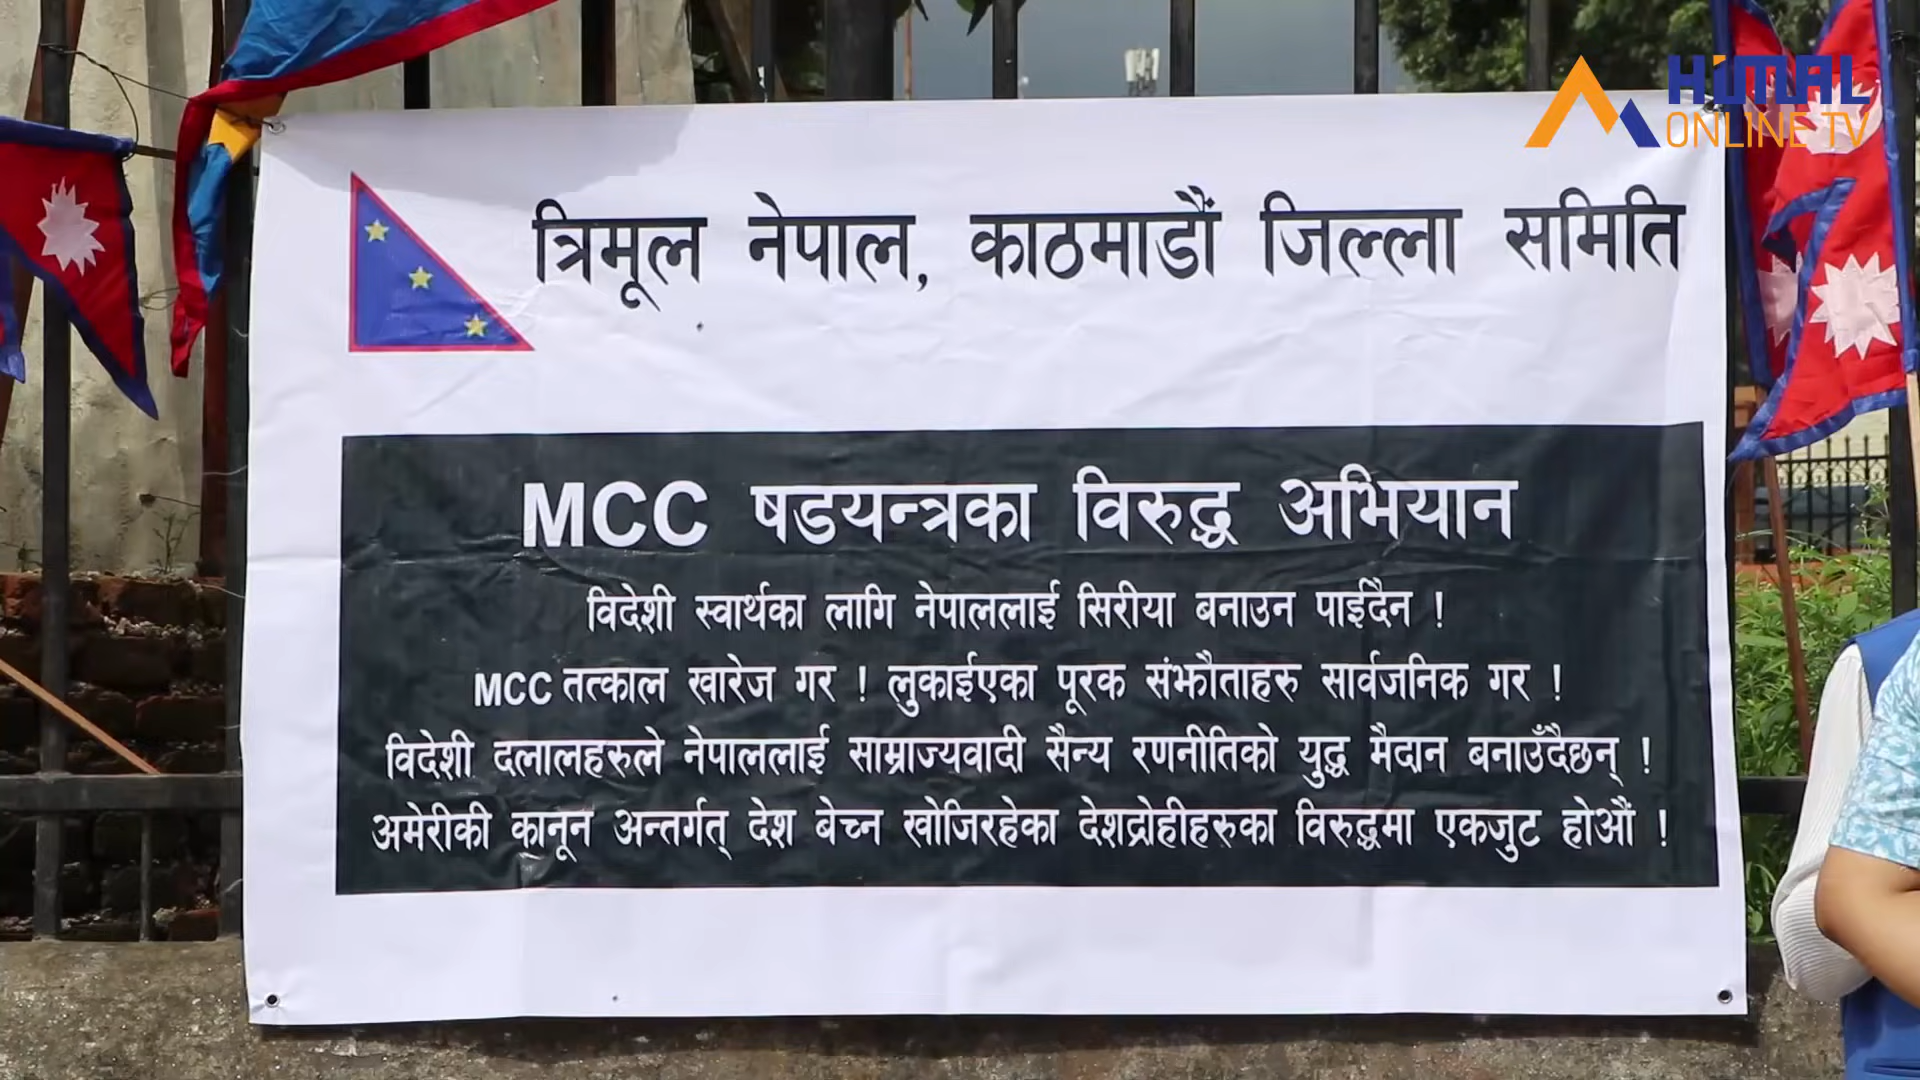 HiMAL
ONLINE TV
त्रिमूल नेपाल, काठमाडौं जिल्ला समिति
MCC षडयन्त्रका विरुद्ध अभियान
विदेशी स्वार्थका लागि नेपाललाई सिरीया बनाउन पाईदैन !
MCC तत्काल खारेज गर ! लुकाईएका पूरक संझौताहरु सार्वजनिक गर !
विदेशी दलालहरुले नेपाललाई साम्राज्यवादी सैन्य रणनीतिको युद्ध मैदान बनाउँदैछन् !
अमेरीकी कानून अन्तर्गत् देश बेच्न खोजिरहेका देशद्रोहीहरुका विरुद्धमा एकजुट होऔं !